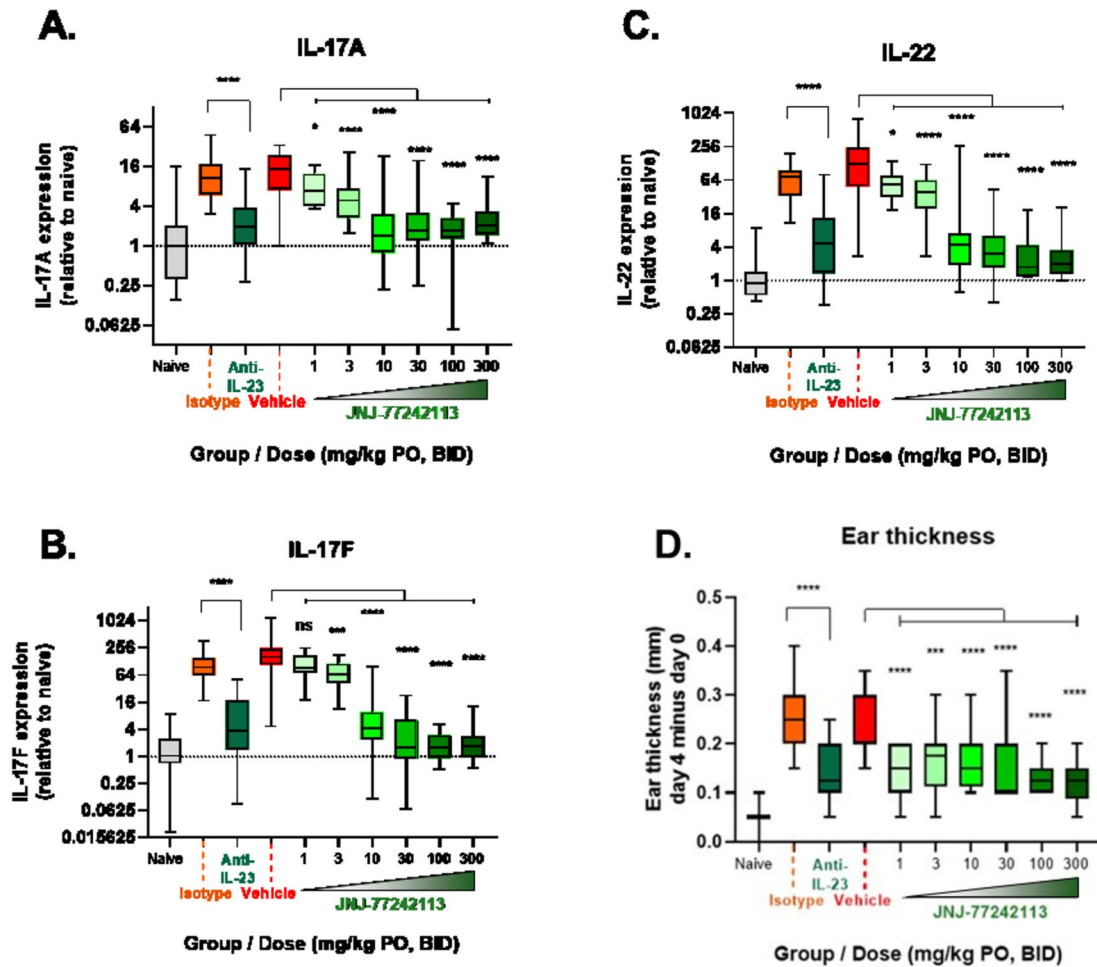 A.
IL-17A
****
*
****
****
****
****
****
64
16
4
1
0.25
0.0625
IL-17A expression
(relative to naive)
Naive
Isotype
Anti-
IL-23
Vehicle
1
3
10
30
100
300
JNJ-77242113
Group / Dose (mg/kg PO, BID)
C.
IL-22
****
*
****
****
****
****
****
1024
256
64
16
4
1
0.25
0.0625
IL-22 expression
(relative to naive)
Naive
Isotype
Anti-
IL-23
Vehicle
1
3
10
30
100
300
JNJ-77242113
Group / Dose (mg/kg PO, BID)
B.
IL-17F
****
ns
***
****
****
****
****
1024
256
64
16
4
1
0.25
0.0625
0.015625
IL-17F expression
(relative to naive)
Naive
Isotype
Anti-
IL-23
Vehicle
1
3
10
30
100
300
JNJ-77242113
Group / Dose (mg/kg PO, BID)
D.
Ear thickness
****
****
***
****
****
****
****
0.5
0.4
0.3
0.2
0.1
0.0
Ear thickness (mm)
day 4 minus day 0
Naive
Isotype
Anti-
IL-23
Vehicle
1
3
10
30
100
300
JNJ-77242113
Group / Dose (mg/kg PO, BID)